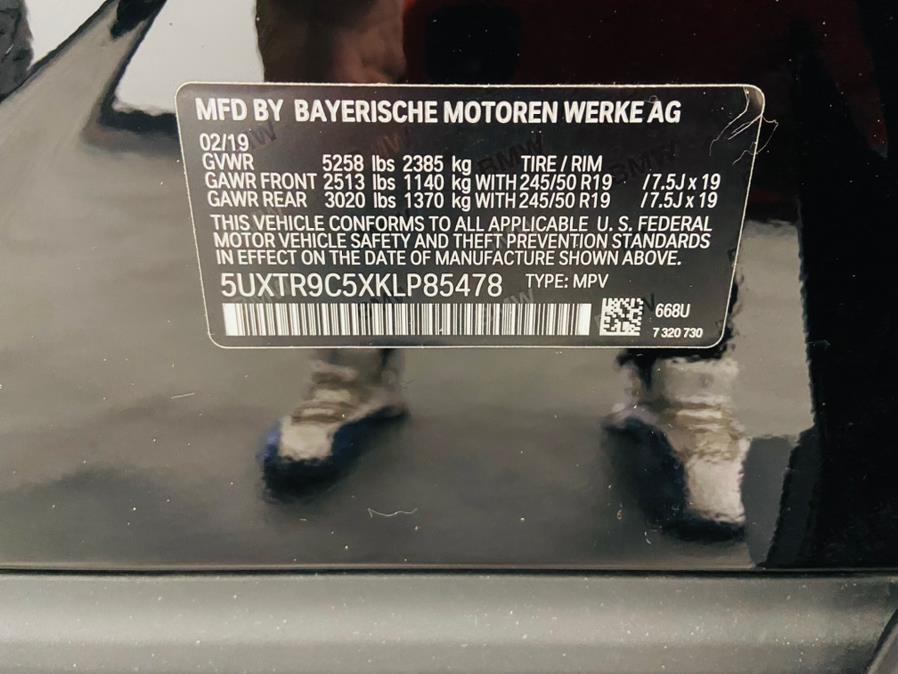 MFD BY BAYERISCHE MOTOREN WERKE AG
02/19
GVWR 5258 lbs 2385 kg TIRE / RIM
GAWR FRONT 2513 lbs 1140 kg WITH 245/50 R19 / 7.5J x 19
GAWR REAR 3020 lbs 1370 kg WITH 245/50 R19 / 7.5J x 19
THIS VEHICLE CONFORMS TO ALL APPLICABLE U. S. FEDERAL
MOTOR VEHICLE SAFETY AND THEFT PREVENTION STANDARDS
IN EFFECT ON THE DATE OF MANUFACTURE SHOWN ABOVE.
5UXTR9C5XKLP85478 TYPE: MPV
668U
7 320 730